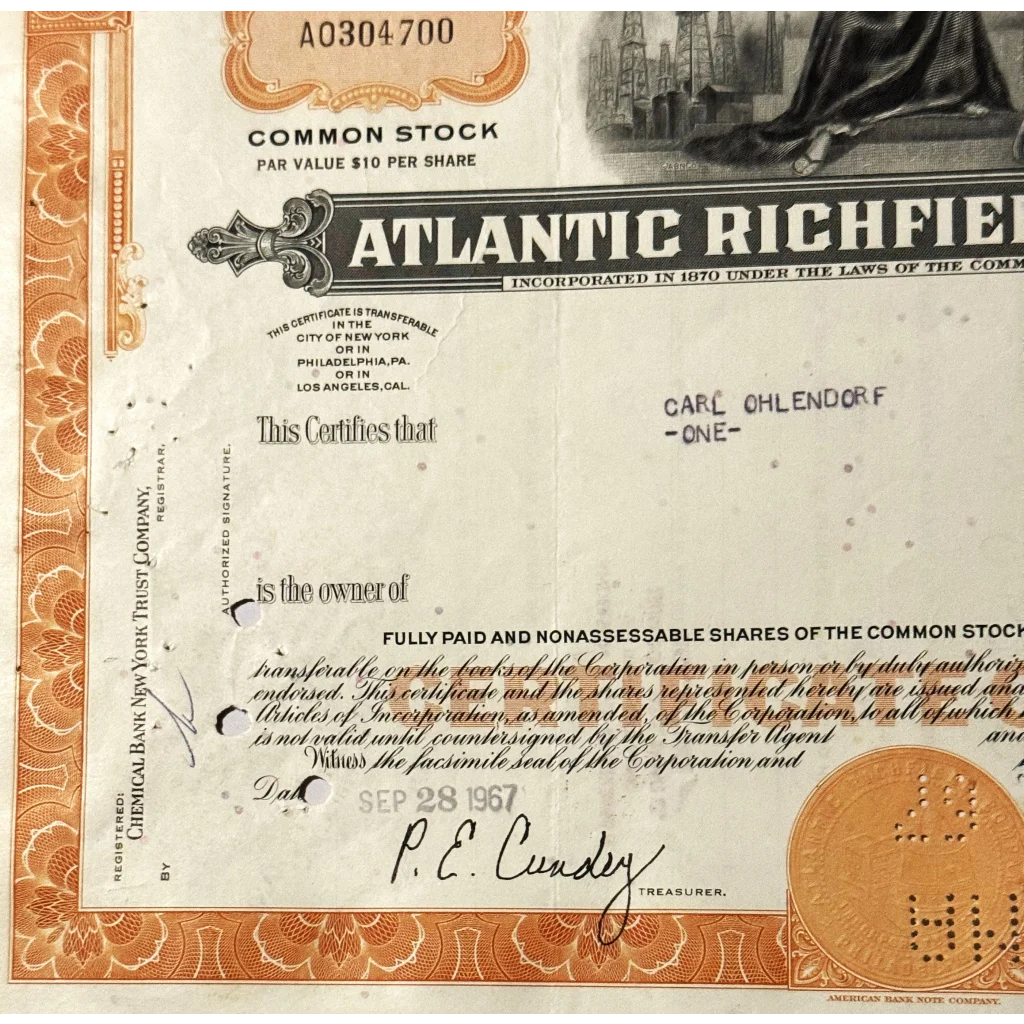 A0304700
COMMON STOCK
PAR VALUE $10 PER SHARE
ATLANTIC RICHFIEL
INCORPORATED IN 1870 UNDER THE LAWS OF THE COMM
THIS CERTIFICATE IS TRANSFERABLE
IN THE
CITY OF NEW YORK
OR IN
PHILADELPHIA, PA.
OR IN
LOS ANGELES, CAL.
CARL OHLENDORF
-ONE-
This Certifies that
is the owner of
FULLY PAID AND NONASSESSABLE SHARES OF THE COMMON STOCK
transferable on the books of the Corporation in person or by duly authoriz
endorsed. This certificate and the shares represented hereby are issued and
Articles of Incorporation, as amended, of the Corporation, to all of which
is not valid until countersigned by the Transfer Agent and
Witness the facsimile seal of the Corporation and
SEP 28 1967
P. E. Cundey
TREASURER.
REGISTERED:
CHEMICAL BANK NEW YORK TRUST COMPANY,
REGISTRAR,
BY
AUTHORIZED SIGNATURE.
AMERICAN BANK NOTE COMPANY.